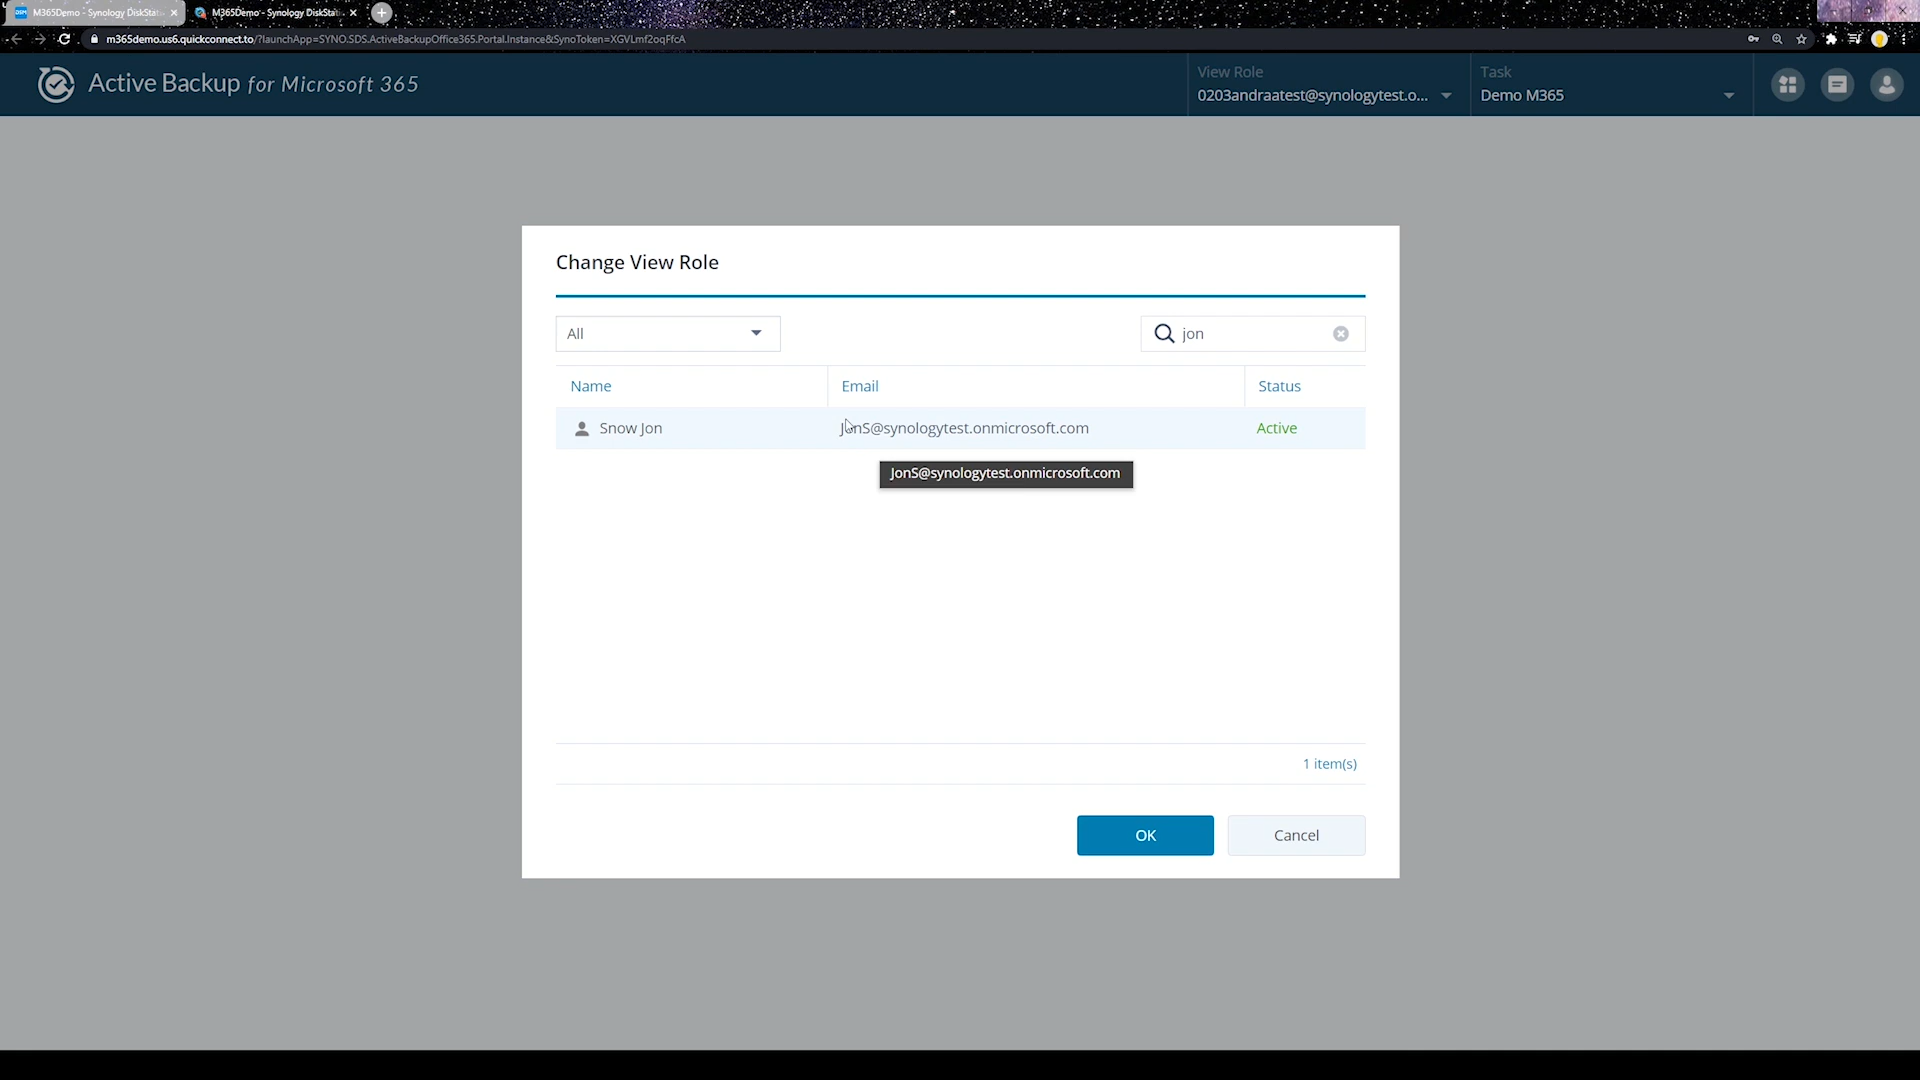 M365Demo - Synology DiskStati
M365Demo - Synology DiskStati
m365demo.us6.quickconnect.to/?launchApp=SYNO.SDS.ActiveBackupOffice365.Portal.Instance&SynoToken=XGVLmf2oqFfcA
Active Backup for Microsoft 365
View Role
0203andraatest@synologytest.o...
Task
Demo M365
Change View Role
All
jon
Name
Email
Status
Snow Jon
JonS@synologytest.onmicrosoft.com
Active
JonS@synologytest.onmicrosoft.com
1 item(s)
OK
Cancel